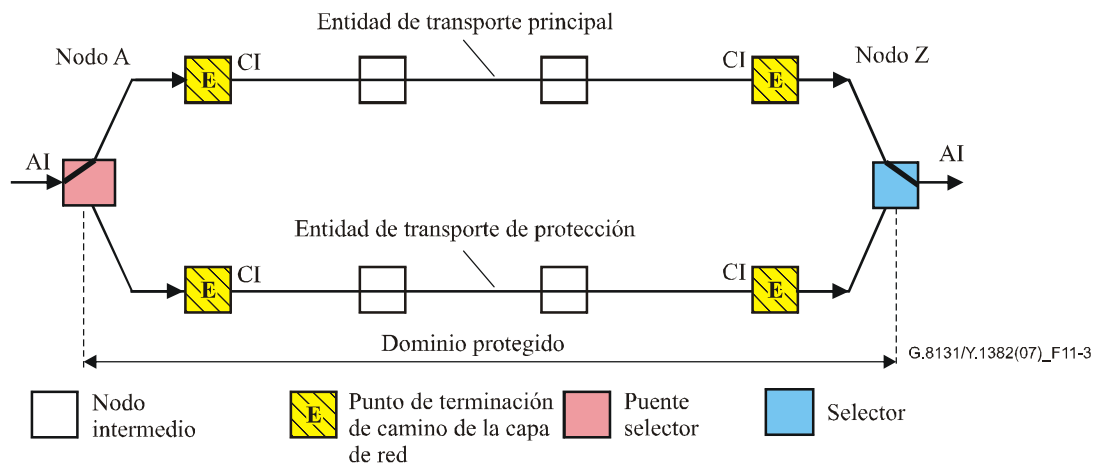 Entidad de transporte principal
Nodo A
CI
CI
Nodo Z
E
E
AI
AI
Entidad de transporte de protección
CI
CI
E
E
Dominio protegido
G.8131/Y.1382(07)_F11-3
Nodo
intermedio
E
Punto de terminación
de camino de la capa
de red
Puente
selector
Selector